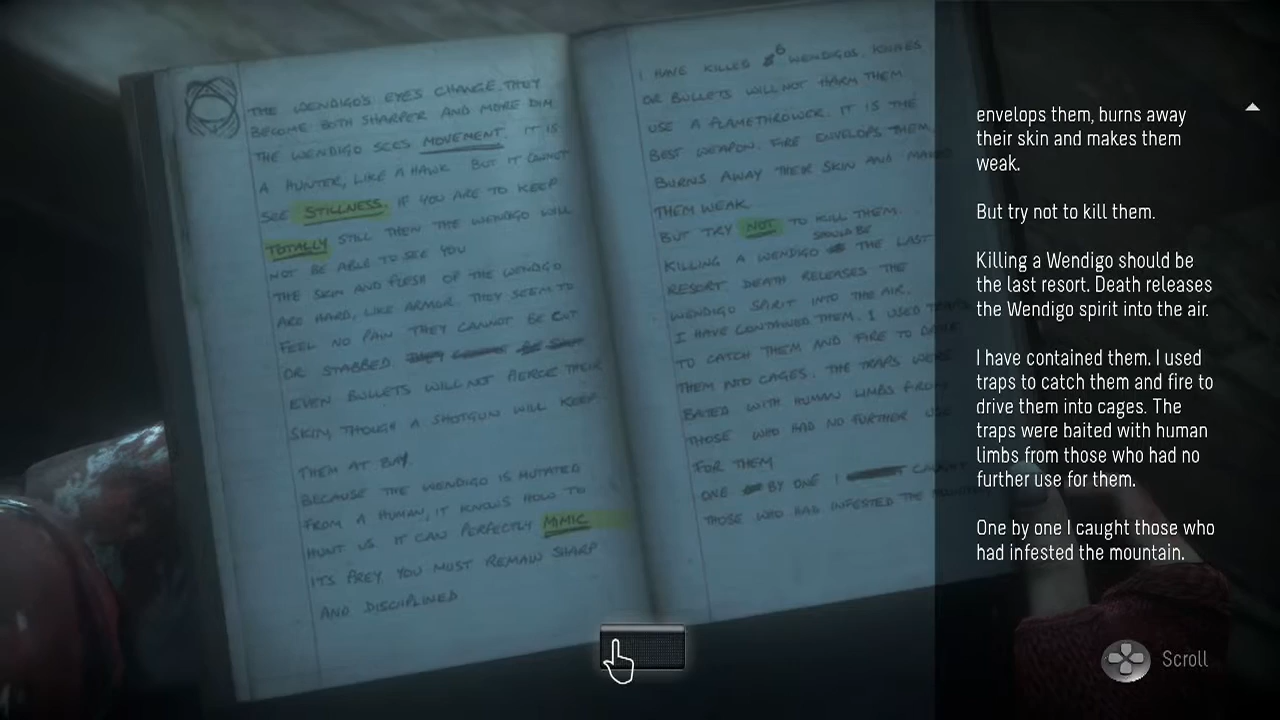 THE WENDIGO'S EYES CHANGE. THEY
BECOME BOTH SHARPER AND MORE DIM
THE WENDIGO SEES MOVEMENT. IT IS
A HUNTER, LIKE A HAWK BUT IT CANNOT
SEE STILLNESS. IF YOU ARE TO KEEP
TOTALLY STILL THEN THE WENDIGO WILL
NOT BE ABLE TO SEE YOU
THE SKIN AND FLESH OF THE WENDIGO
ARE HARD, LIKE ARMOR. THEY SEEM TO
FEEL NO PAIN THEY CANNOT BE CUT
OR STABBED
EVEN BULLETS WILL NOT PIERCE THEIR
SKIN, THOUGH A SHOTGUN WILL KEEP
THEM AT BAY.
BECAUSE THE WENDIGO IS MUTATED
FROM A HUMAN, IT KNOWS HOW TO
HUNT US. IT CAN PERFECTLY MIMIC
ITS PREY. YOU MUST REMAIN SHARP
AND DISCIPLINED
I HAVE KILLED 6 WENDIGOS. KNIVES
OR BULLETS WILL NOT HARM THEM.
USE A FLAMETHROWER. IT IS THE
BEST WEAPON. FIRE ENVELOPS THEM,
BURNS AWAY THEIR SKIN AND MAKES
THEM WEAK.
BUT TRY NOT TO KILL THEM.
KILLING A WENDIGO SHOULD BE THE LAST
RESORT DEATH RELEASES THE
WENDIGO SPIRIT INTO THE AIR.
I HAVE CONTAINED THEM. I USED TRAPS
TO CATCH THEM AND FIRE TO DRIVE
THEM INTO CAGES. THE TRAPS WERE
BAITED WITH HUMAN LIMBS FROM
THOSE WHO HAD NO FURTHER USE
FOR THEM
ONE BY ONE I CAUGHT
THOSE WHO HAD INFESTED THE MOUNTAIN
envelops them, burns away
their skin and makes them
weak.
But try not to kill them.
Killing a Wendigo should be
the last resort. Death releases
the Wendigo spirit into the air.
I have contained them. I used
traps to catch them and fire to
drive them into cages. The
traps were baited with human
limbs from those who had no
further use for them.
One by one I caught those who
had infested the mountain.
Scroll